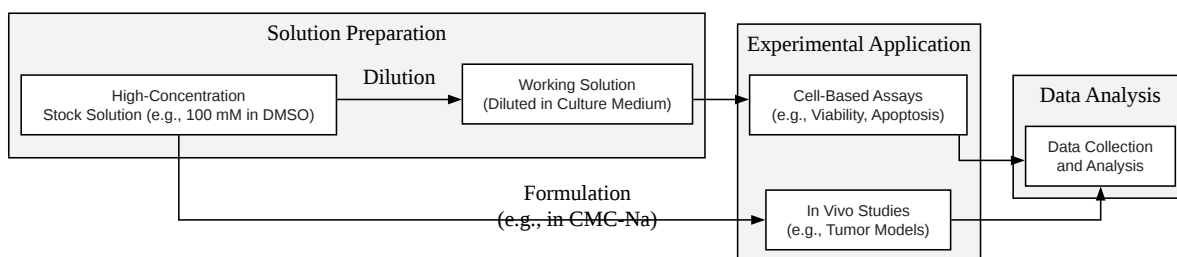 Solution Preparation
High-Concentration
Stock Solution (e.g., 100 mM in DMSO)
Dilution
Working Solution
(Diluted in Culture Medium)
Formulation
(e.g., in CMC-Na)
Experimental Application
Cell-Based Assays
(e.g., Viability, Apoptosis)
In Vivo Studies
(e.g., Tumor Models)
Data Analysis
Data Collection
and Analysis